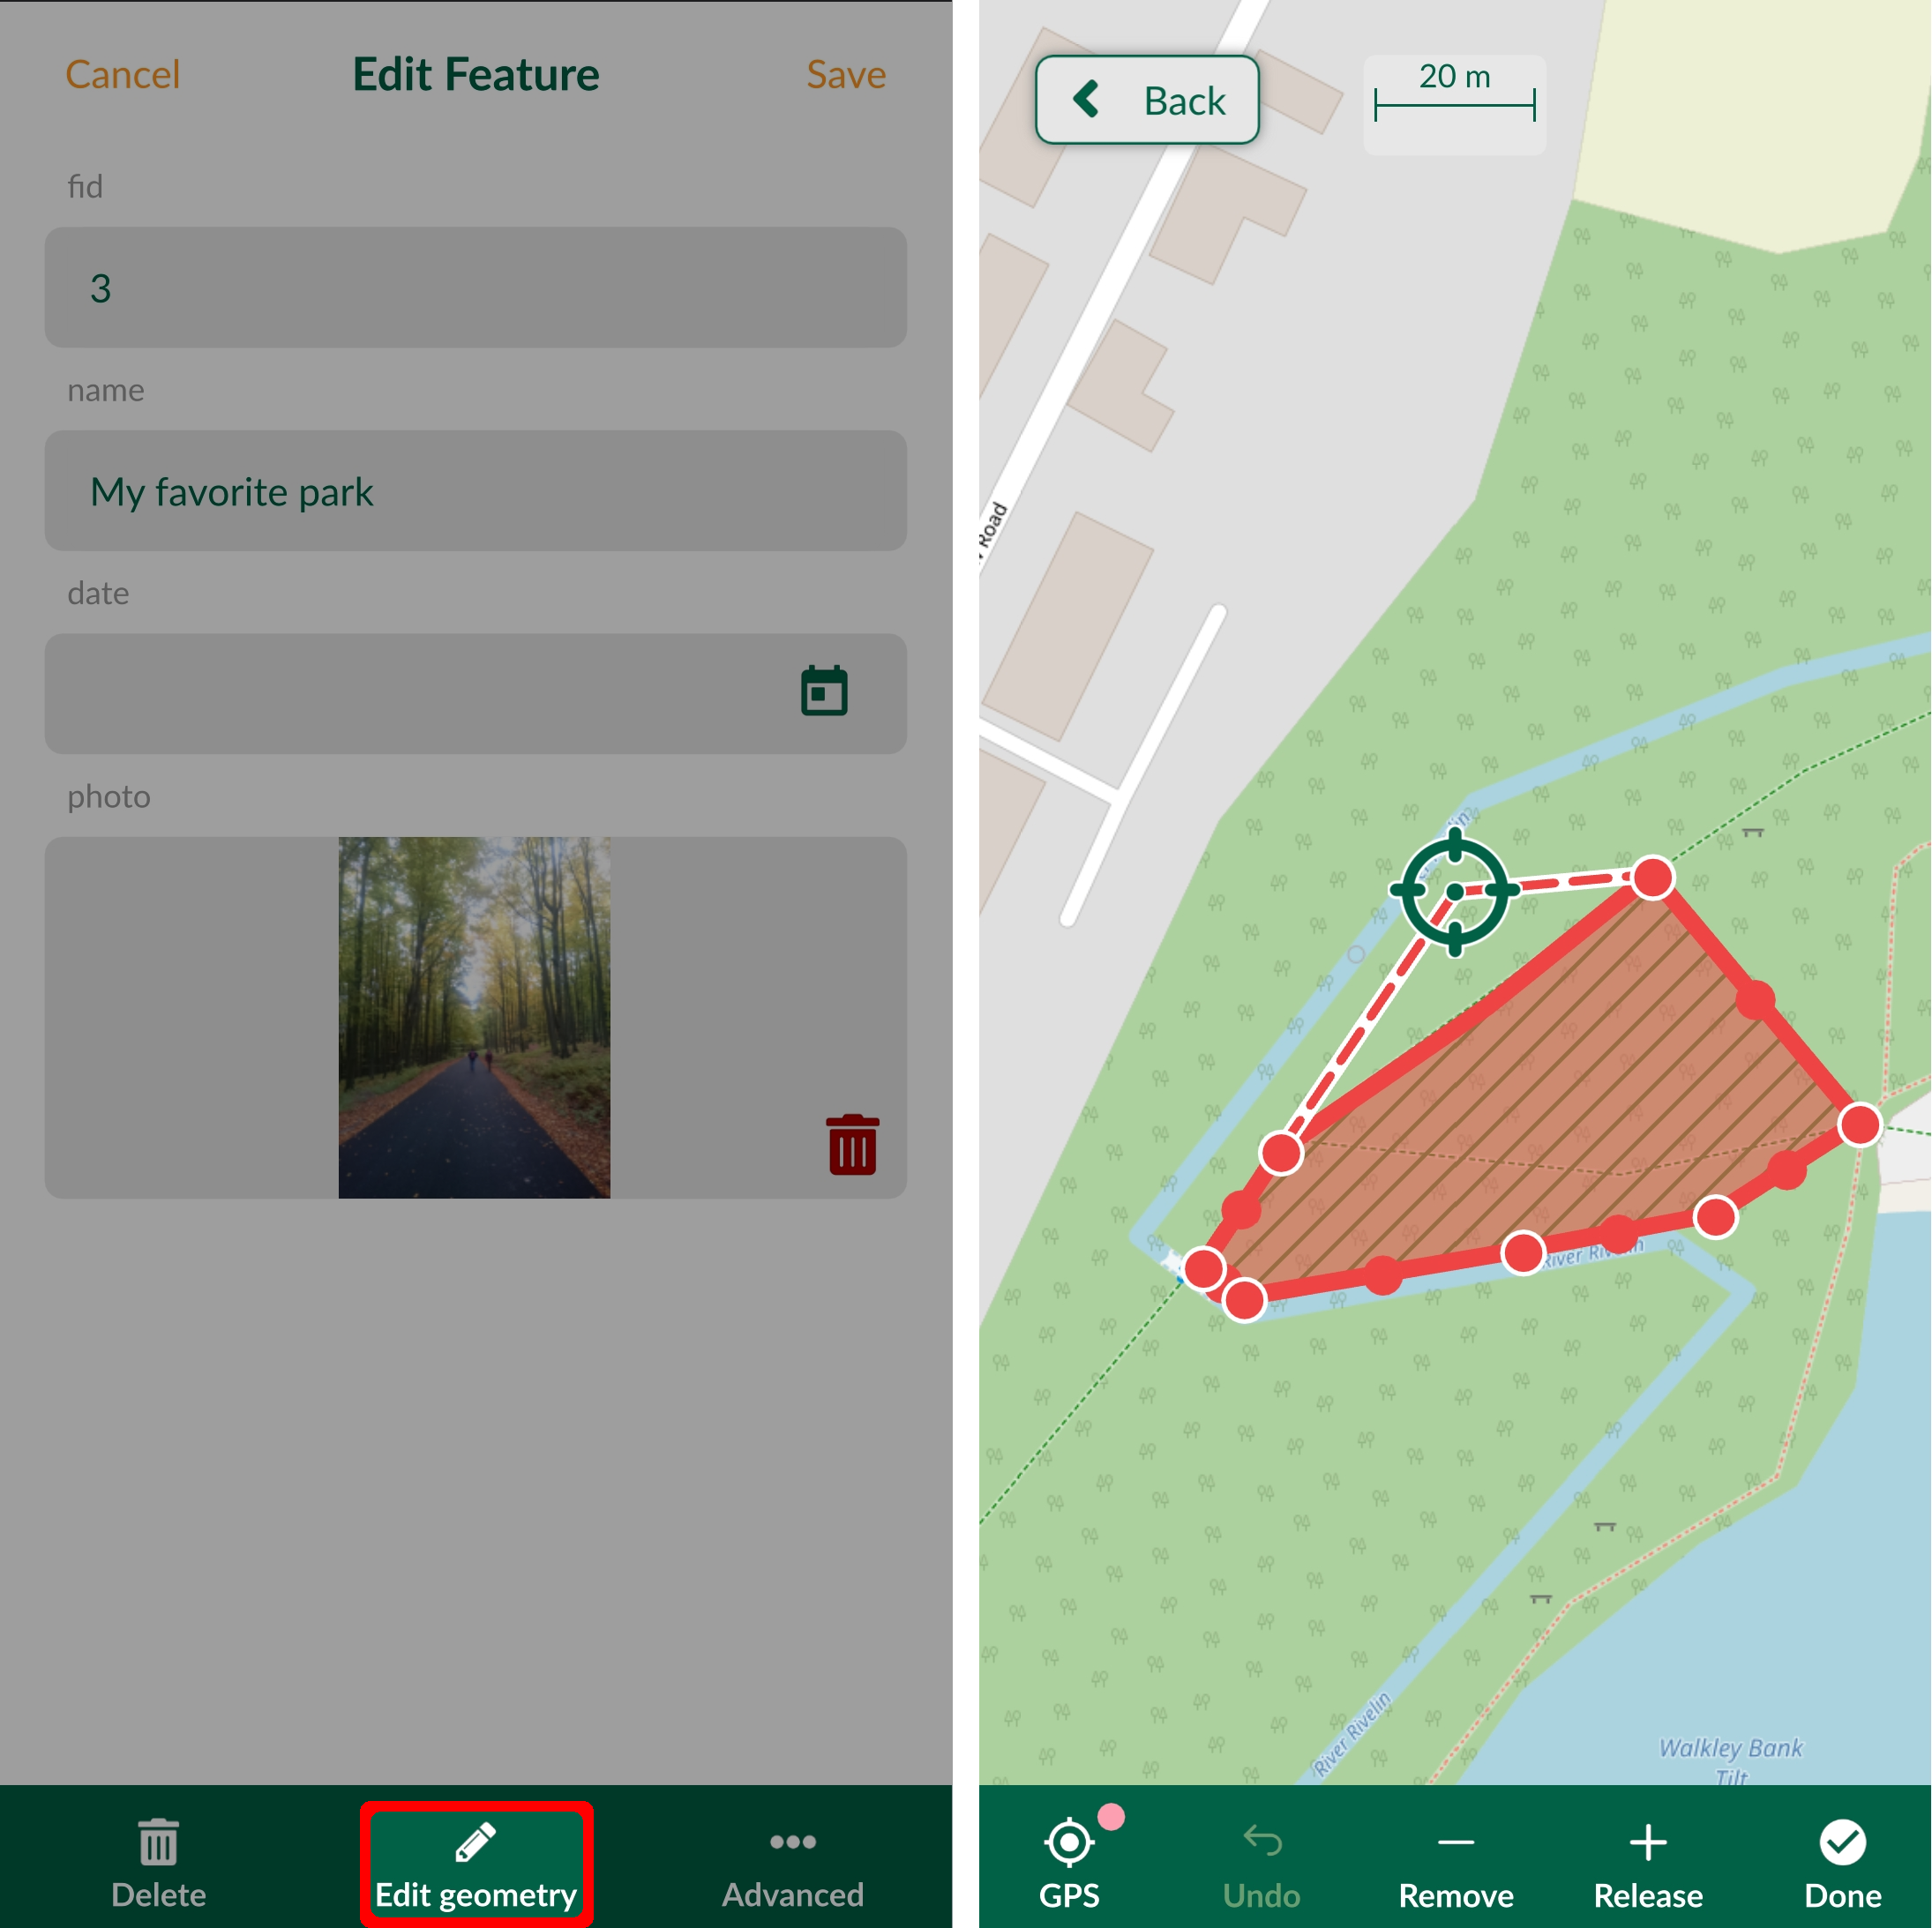 Cancel
Edit Feature
Save
fid
3
name
My favorite park
date
photo
Delete
Edit geometry
Advanced
Back
20 m
Road
River Rivelin
River Rivelin
Walkley Bank
Tilt
GPS
Undo
Remove
Release
Done